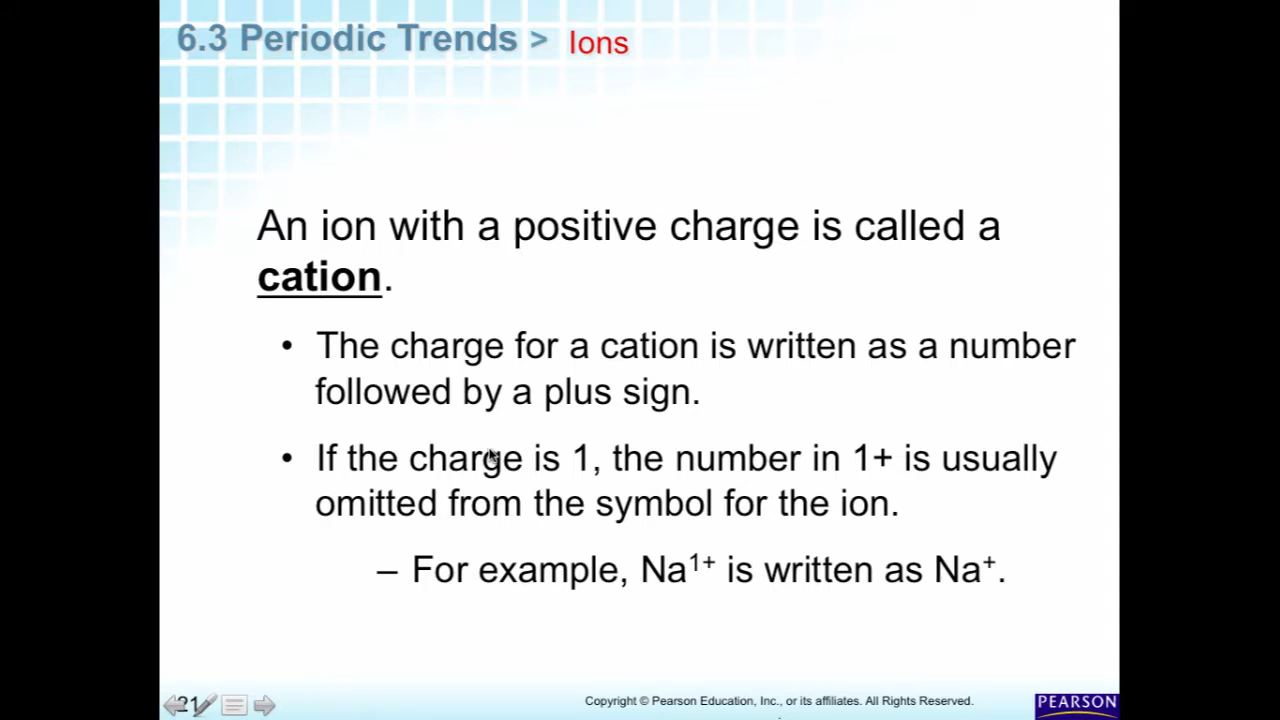 6.3 Periodic Trends > Ions
An ion with a positive charge is called a
cation.
• The charge for a cation is written as a number
followed by a plus sign.
• If the charge is 1, the number in 1+ is usually
omitted from the symbol for the ion.
– For example, Na¹⁺ is written as Na⁺.
21
Copyright © Pearson Education, Inc., or its affiliates. All Rights Reserved.
PEARSON